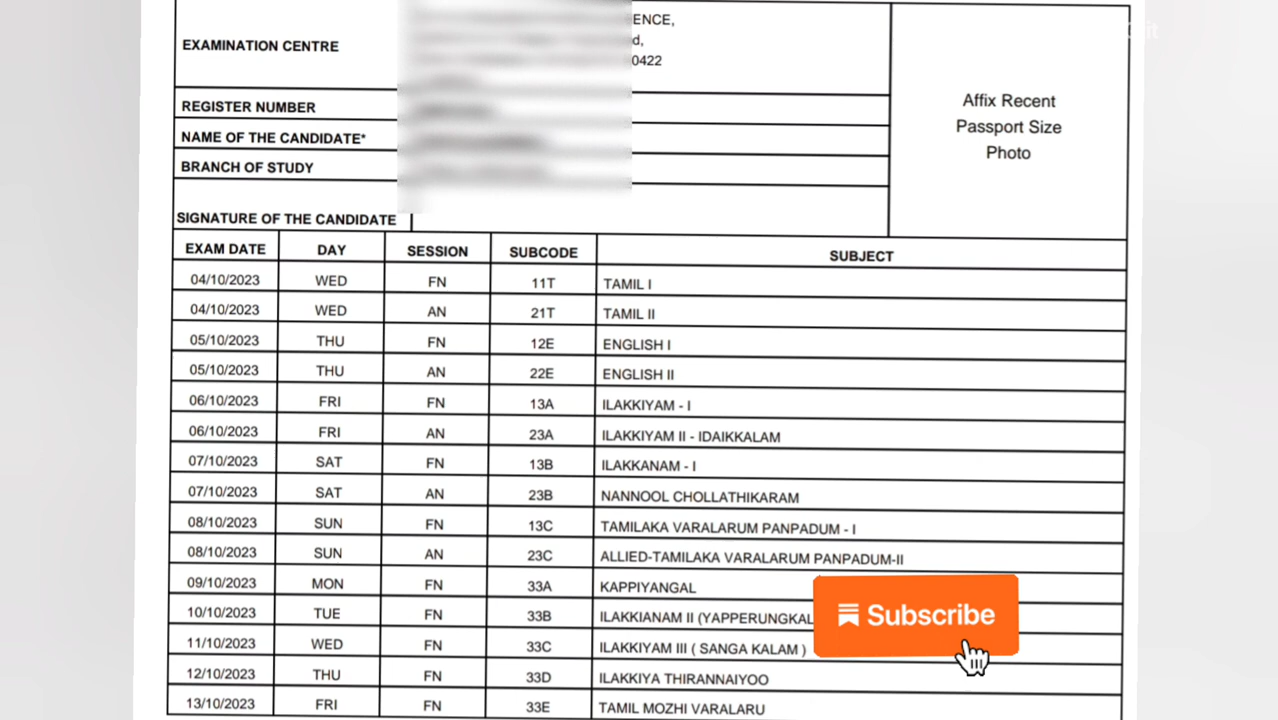 ENCE,
EXAMINATION CENTRE
d,
0422
REGISTER NUMBER
NAME OF THE CANDIDATE*
BRANCH OF STUDY
SIGNATURE OF THE CANDIDATE
Affix Recent
Passport Size
Photo
EXAM DATE DAY SESSION SUBCODE SUBJECT
04/10/2023 WED FN 11T TAMIL I
04/10/2023 WED AN 21T TAMIL II
05/10/2023 THU FN 12E ENGLISH I
05/10/2023 THU AN 22E ENGLISH II
06/10/2023 FRI FN 13A ILAKKIYAM - I
06/10/2023 FRI AN 23A ILAKKIYAM II - IDAIKKALAM
07/10/2023 SAT FN 13B ILAKKANAM - I
07/10/2023 SAT AN 23B NANNOOL CHOLLATHIKARAM
08/10/2023 SUN FN 13C TAMILAKA VARALARUM PANPADUM - I
08/10/2023 SUN AN 23C ALLIED-TAMILAKA VARALARUM PANPADUM-II
09/10/2023 MON FN 33A KAPPIYANGAL
10/10/2023 TUE FN 33B ILAKKIANAM II (YAPPERUNGKAL
11/10/2023 WED FN 33C ILAKKIYAM III ( SANGA KALAM )
12/10/2023 THU FN 33D ILAKKIYA THIRANNAIYOO
13/10/2023 FRI FN 33E TAMIL MOZHI VARALARU
Subscribe